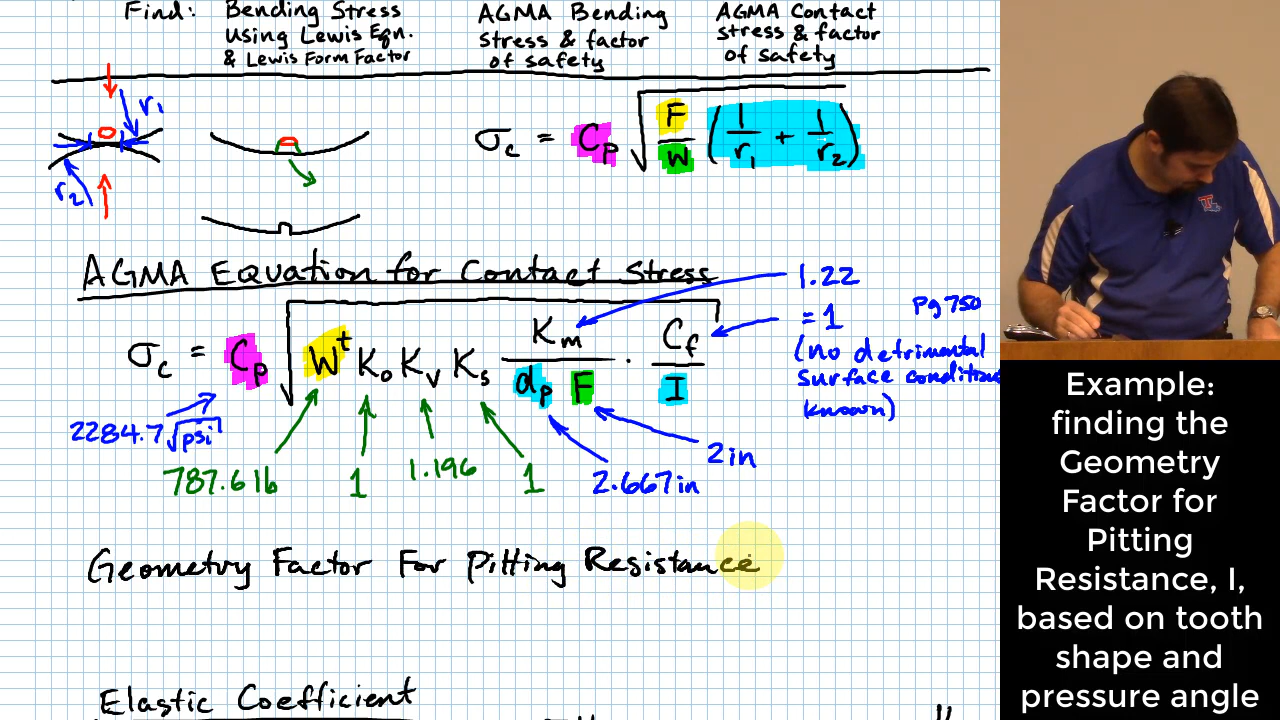 Find: Bending Stress using Lewis Eqn. & Lewis Form Factor
AGMA Bending stress & factor of safety
AGMA Contact stress & factor of safety
r₁
r₂
σc = Cp √ F/W (1/r₁ + 1/r₂)
AGMA Equation for Contact Stress
σc = Cp √ Wᵗ Ko Kv Ks Km/(dp F) · Cf/I
1.22
= 1
Pg 750
(no detrimental
surface conditions
known)
2284.7 √psi
787.6 lb
1
1.196
1
2.667in
2in
Geometry Factor For Pitting Resistance
Elastic Coefficient
Example:
finding the
Geometry
Factor for
Pitting
Resistance, I,
based on tooth
shape and
pressure angle